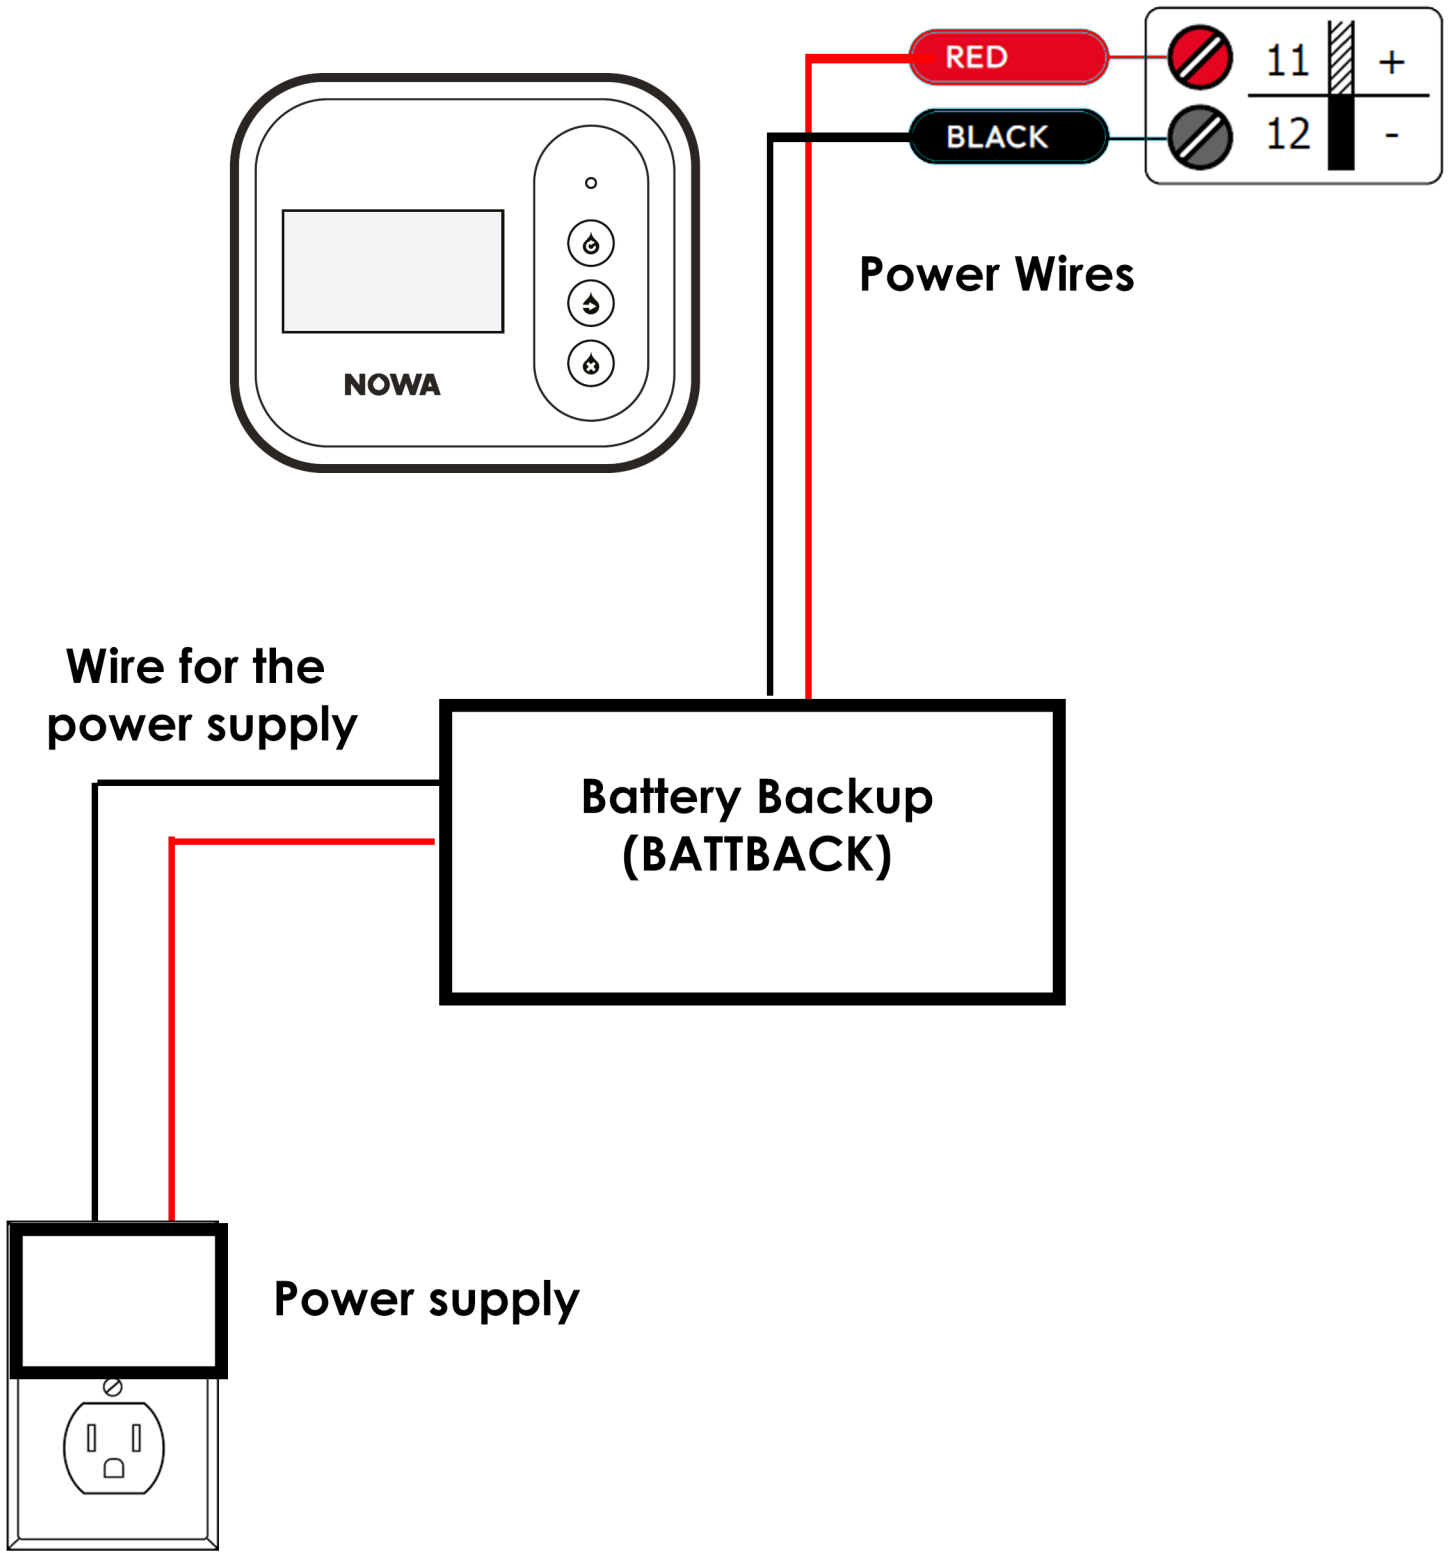 RED
11 +
BLACK
12 -
Power Wires
NOWA
Wire for the
power supply
Battery Backup
(BATTBACK)
Power supply